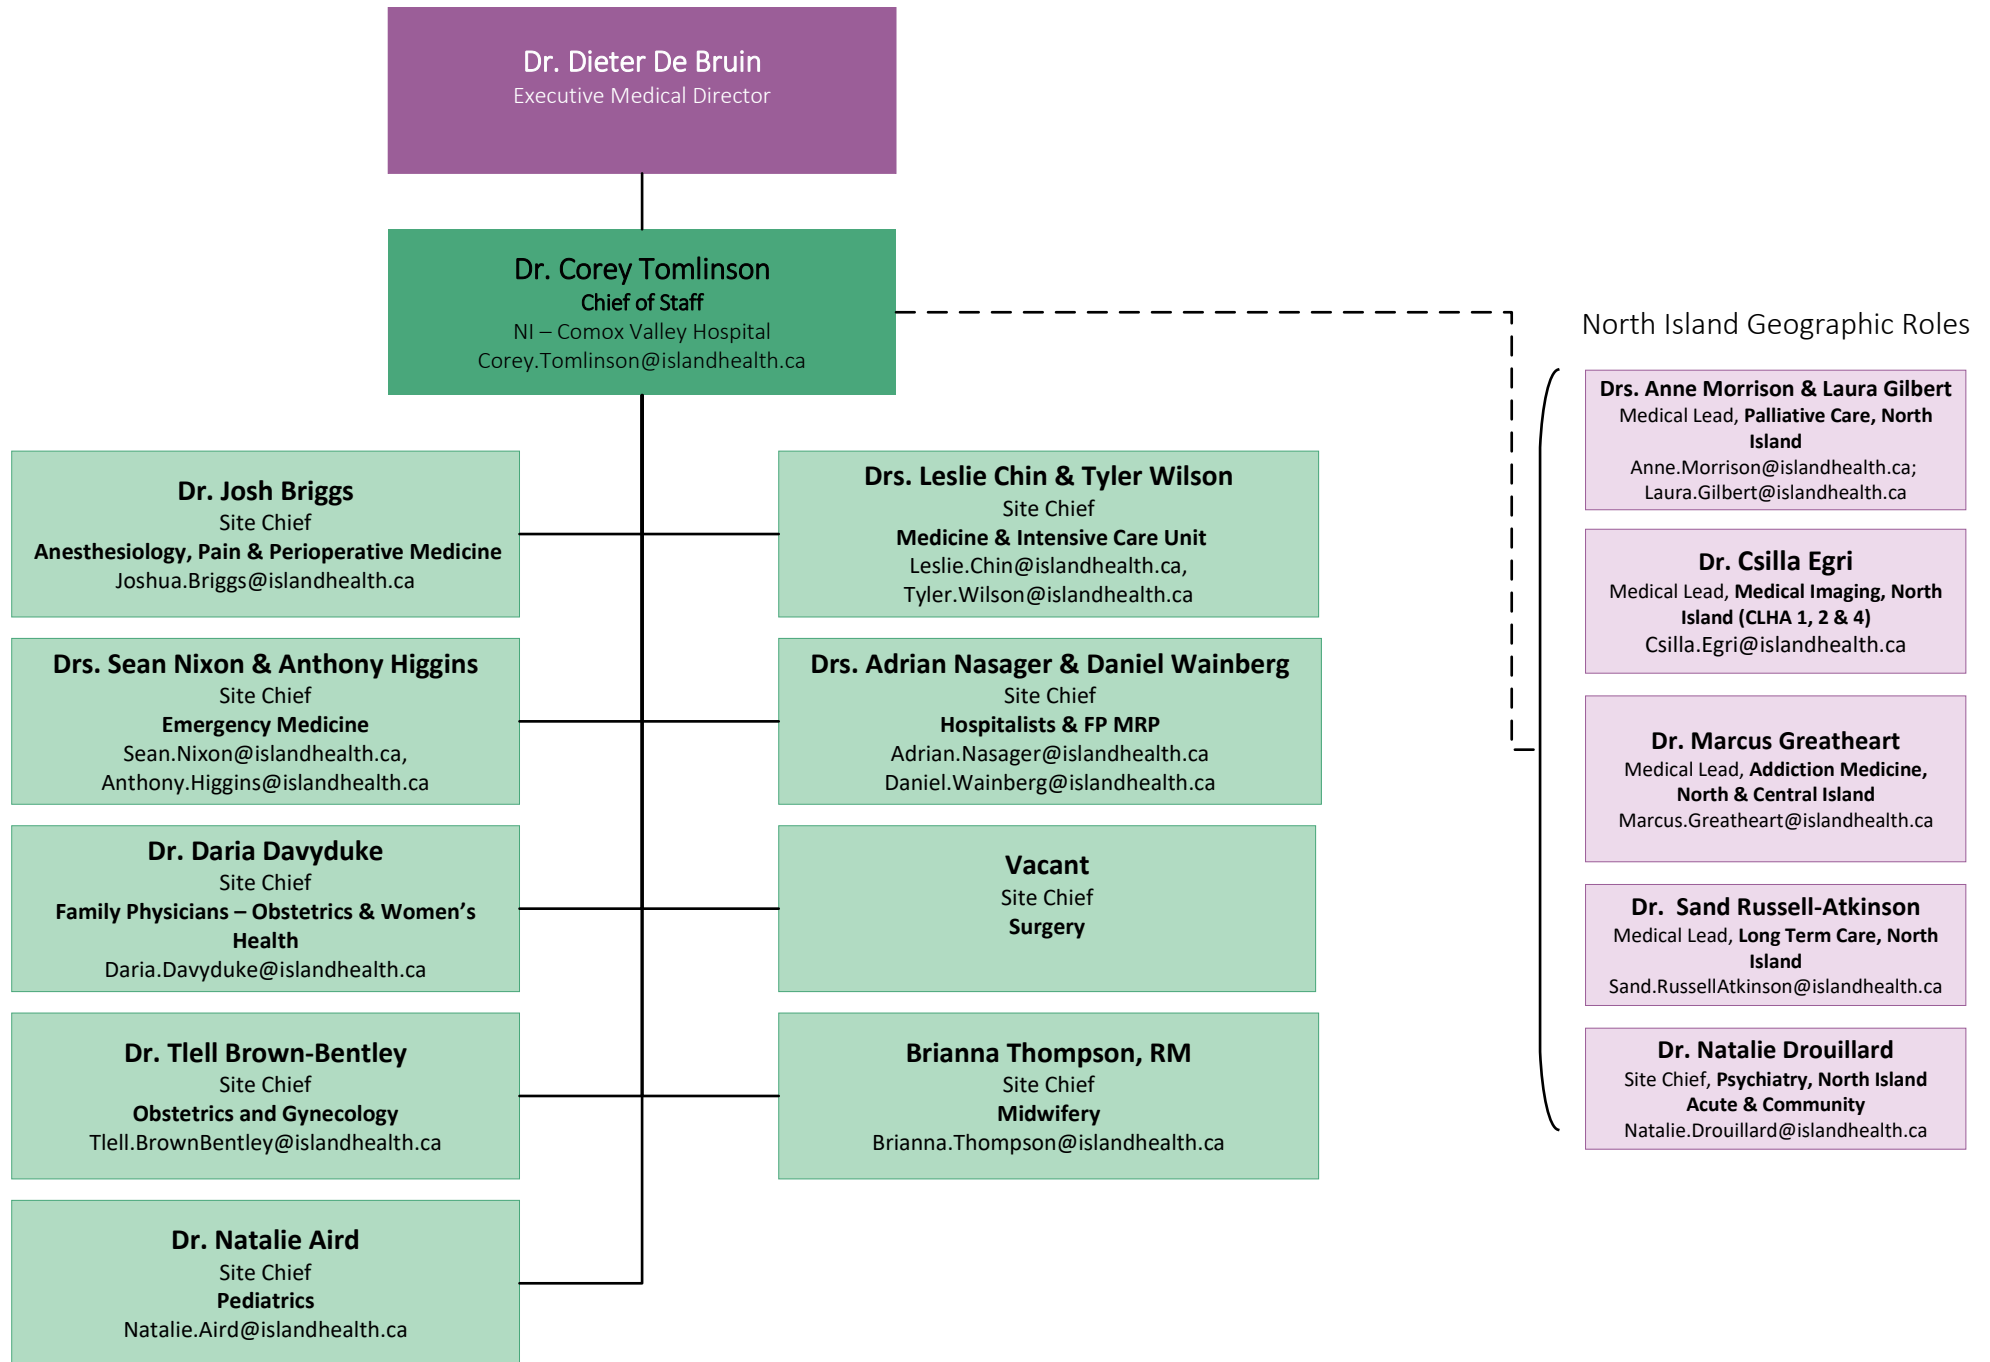 Dr. Dieter De Bruin
Executive Medical Director
Dr. Corey Tomlinson
Chief of Staff
NI – Comox Valley Hospital
Corey.Tomlinson@islandhealth.ca
Dr. Josh Briggs
Site Chief
Anesthesiology, Pain & Perioperative Medicine
Joshua.Briggs@islandhealth.ca
Drs. Leslie Chin & Tyler Wilson
Site Chief
Medicine & Intensive Care Unit
Leslie.Chin@islandhealth.ca,
Tyler.Wilson@islandhealth.ca
Drs. Sean Nixon & Anthony Higgins
Site Chief
Emergency Medicine
Sean.Nixon@islandhealth.ca,
Anthony.Higgins@islandhealth.ca
Drs. Adrian Nasager & Daniel Wainberg
Site Chief
Hospitalists & FP MRP
Adrian.Nasager@islandhealth.ca
Daniel.Wainberg@islandhealth.ca
Dr. Daria Davyduke
Site Chief
Family Physicians – Obstetrics & Women’s
Health
Daria.Davyduke@islandhealth.ca
Vacant
Site Chief
Surgery
Dr. Tlell Brown-Bentley
Site Chief
Obstetrics and Gynecology
Tlell.BrownBentley@islandhealth.ca
Brianna Thompson, RM
Site Chief
Midwifery
Brianna.Thompson@islandhealth.ca
Dr. Natalie Aird
Site Chief
Pediatrics
Natalie.Aird@islandhealth.ca
North Island Geographic Roles
Drs. Anne Morrison & Laura Gilbert
Medical Lead, Palliative Care, North
Island
Anne.Morrison@islandhealth.ca;
Laura.Gilbert@islandhealth.ca
Dr. Csilla Egri
Medical Lead, Medical Imaging, North
Island (CLHA 1, 2 & 4)
Csilla.Egri@islandhealth.ca
Dr. Marcus Greatheart
Medical Lead, Addiction Medicine,
North & Central Island
Marcus.Greatheart@islandhealth.ca
Dr. Sand Russell-Atkinson
Medical Lead, Long Term Care, North
Island
Sand.RussellAtkinson@islandhealth.ca
Dr. Natalie Drouillard
Site Chief, Psychiatry, North Island
Acute & Community
Natalie.Drouillard@islandhealth.ca